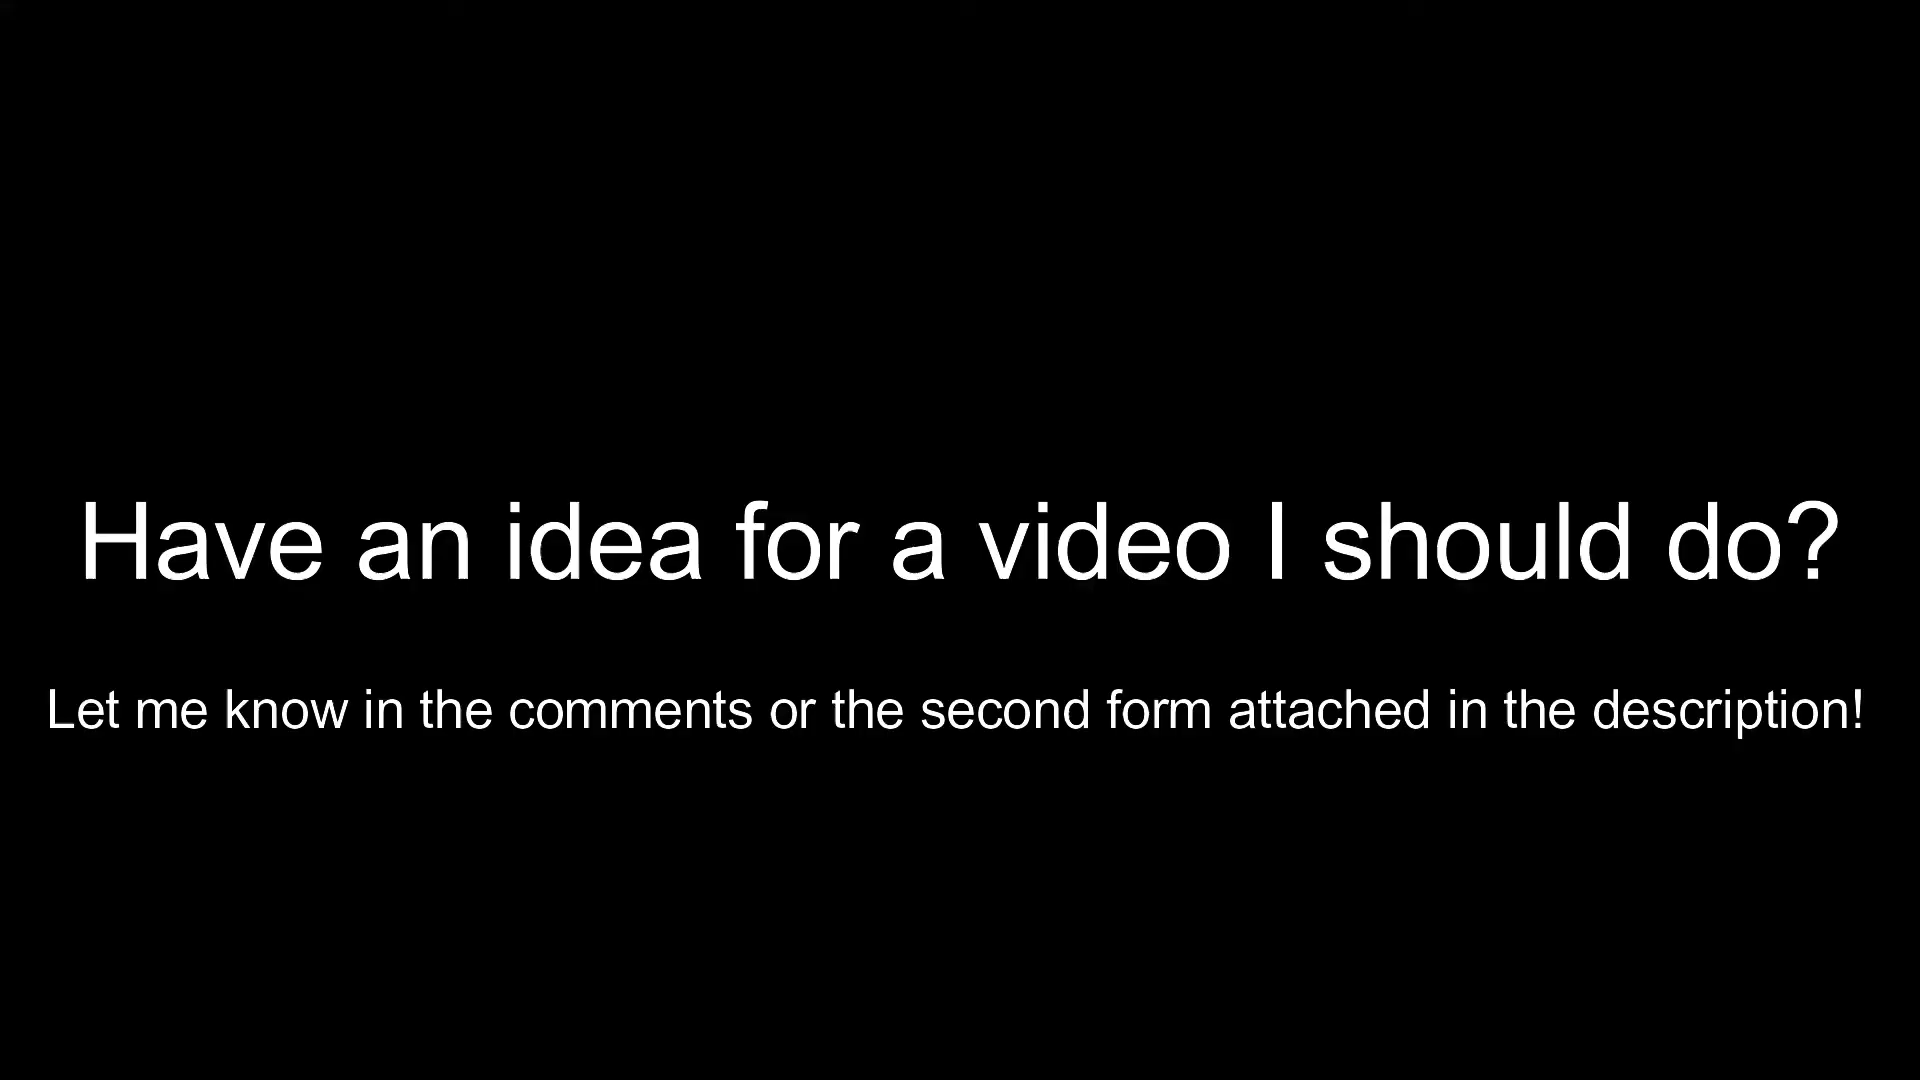 Have an idea for a video I should do?
Let me know in the comments or the second form attached in the description!